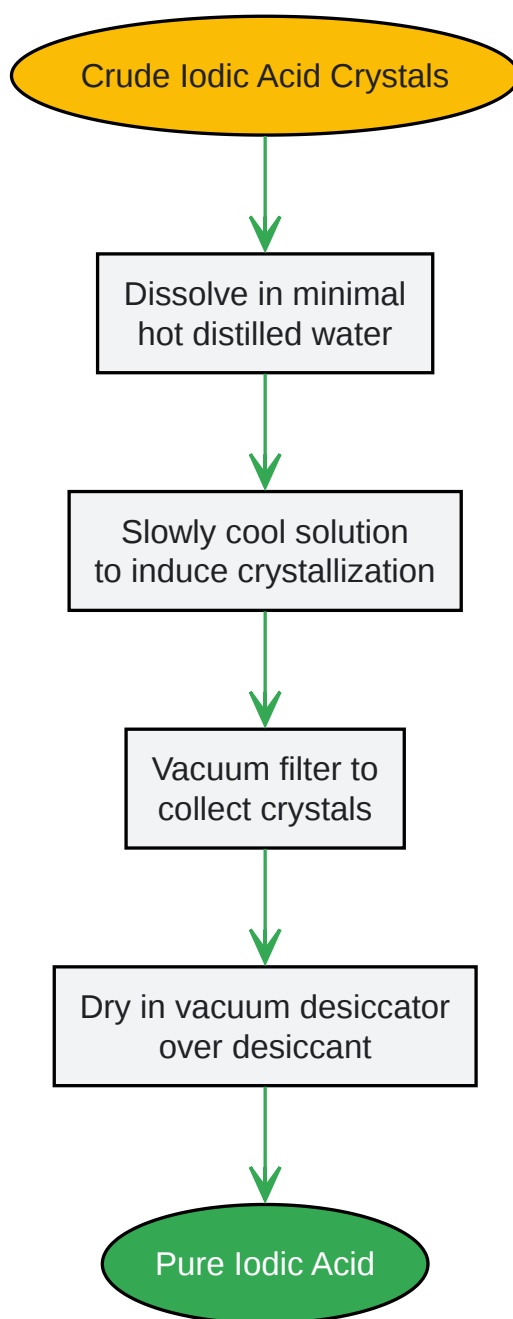 Crude Iodic Acid Crystals
Dissolve in minimal
hot distilled water
Slowly cool solution
to induce crystallization
Vacuum filter to
collect crystals
Dry in vacuum desiccator
over desiccant
Pure Iodic Acid